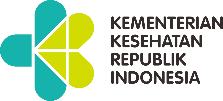 KEMENTERIAN
KESEHATAN
REPUBLIK
INDONESIA